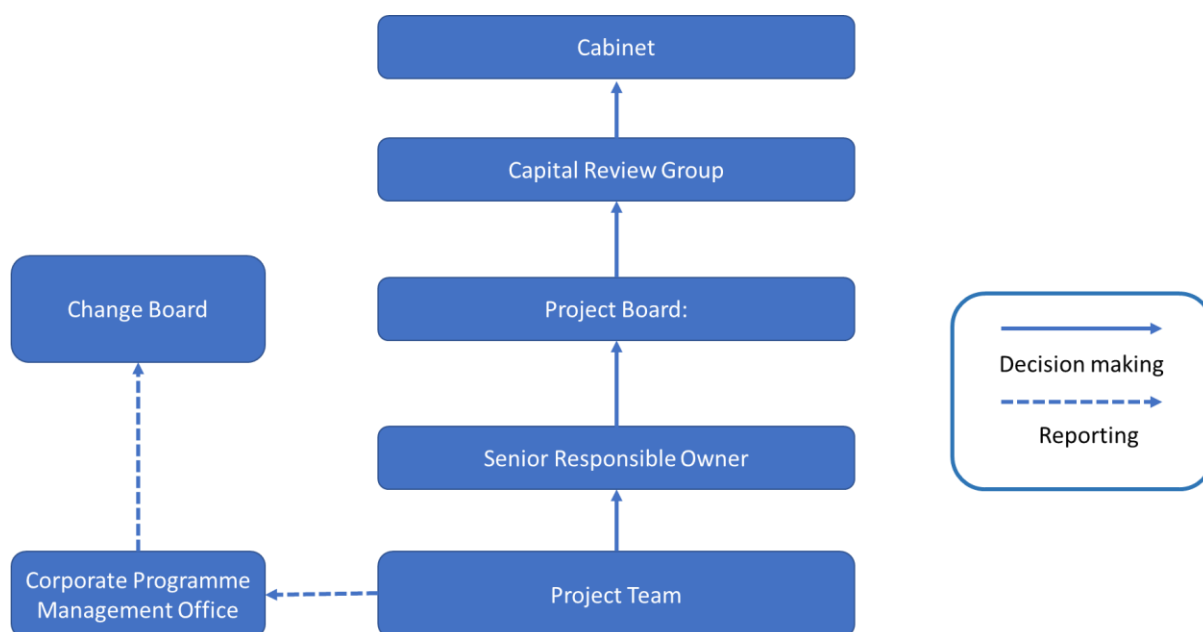 Cabinet
Capital Review Group
Change Board
Project Board:
Decision making
Reporting
Senior Responsible Owner
Corporate Programme
Management Office
Project Team